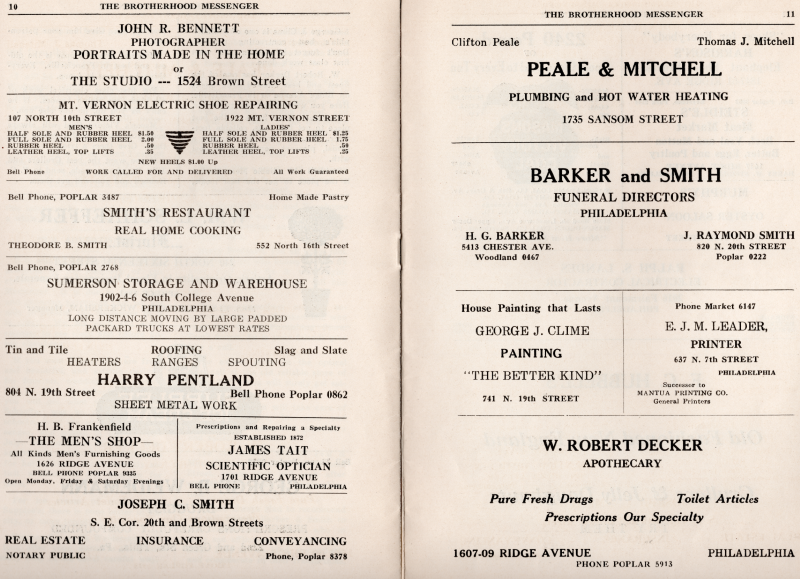 10 THE BROTHERHOOD MESSENGER
JOHN R. BENNETT
PHOTOGRAPHER
PORTRAITS MADE IN THE HOME
or
THE STUDIO --- 1524 Brown Street
MT. VERNON ELECTRIC SHOE REPAIRING
107 NORTH 10th STREET 1922 MT. VERNON STREET
MEN'S
HALF SOLE AND RUBBER HEEL $1.50
FULL SOLE AND RUBBER HEEL 2.00
RUBBER HEEL .50
LEATHER HEEL, TOP LIFTS .35
LADIES'
HALF SOLE AND RUBBER HEEL $1.25
FULL SOLE AND RUBBER HEEL 1.75
RUBBER HEEL .50
LEATHER HEEL, TOP LIFTS .25
NEW HEELS $1.00 Up
Bell Phone WORK CALLED FOR AND DELIVERED All Work Guaranteed
Bell Phone, POPLAR 3487 Home Made Pastry
SMITH'S RESTAURANT
REAL HOME COOKING
THEODORE B. SMITH 552 North 16th Street
Bell Phone, POPLAR 2768
SUMERSON STORAGE AND WAREHOUSE
1902-4-6 South College Avenue
PHILADELPHIA
LONG DISTANCE MOVING BY LARGE PADDED
PACKARD TRUCKS AT LOWEST RATES
Tin and Tile ROOFING Slag and Slate
HEATERS RANGES SPOUTING
HARRY PENTLAND
804 N. 19th Street Bell Phone Poplar 0862
SHEET METAL WORK
H. B. Frankenfield
—THE MEN'S SHOP—
All Kinds Men's Furnishing Goods
1626 RIDGE AVENUE
BELL PHONE POPLAR 9335
Open Monday, Friday & Saturday Evenings
Prescriptions and Repairing a Specialty
ESTABLISHED 1872
JAMES TAIT
SCIENTIFIC OPTICIAN
1701 RIDGE AVENUE
BELL PHONE PHILADELPHIA
JOSEPH C. SMITH
S. E. Cor. 20th and Brown Streets
REAL ESTATE INSURANCE CONVEYANCING
NOTARY PUBLIC Phone, Poplar 8378
THE BROTHERHOOD MESSENGER 11
Clifton Peale Thomas J. Mitchell
PEALE & MITCHELL
PLUMBING and HOT WATER HEATING
1735 SANSOM STREET
BARKER and SMITH
FUNERAL DIRECTORS
PHILADELPHIA
H. G. BARKER
5413 CHESTER AVE.
Woodland 0467
J. RAYMOND SMITH
820 N. 20th STREET
Poplar 0222
House Painting that Lasts
GEORGE J. CLIME
PAINTING
"THE BETTER KIND"
741 N. 19th STREET
Phone Market 6147
E. J. M. LEADER,
PRINTER
637 N. 7th STREET
PHILADELPHIA
Successor to
MANTUA PRINTING CO.
General Printers
W. ROBERT DECKER
APOTHECARY
Pure Fresh Drugs Toilet Articles
Prescriptions Our Specialty
1607-09 RIDGE AVENUE PHILADELPHIA
PHONE POPLAR 5913